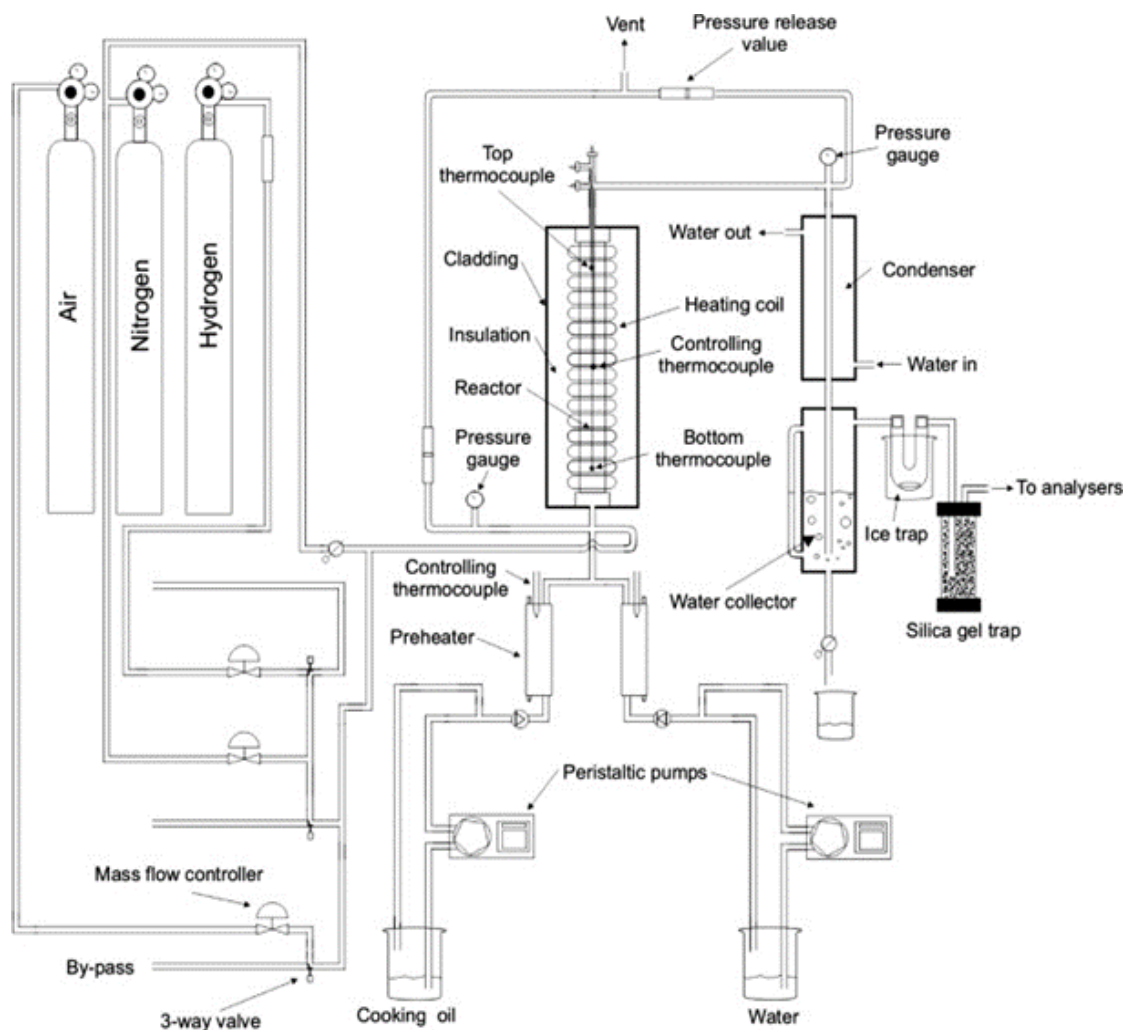 Vent
Pressure release
value
Pressure
gauge
Top
thermocouple
Water out
Cladding
Condenser
Air
Nitrogen
Hydrogen
Heating coil
Insulation
Controlling
thermocouple
Water in
Reactor
Pressure
gauge
Bottom
thermocouple
To analysers
Ice trap
Controlling
thermocouple
Water collector
Silica gel trap
Preheater
Peristaltic pumps
Mass flow controller
By-pass
3-way valve
Cooking oil
Water